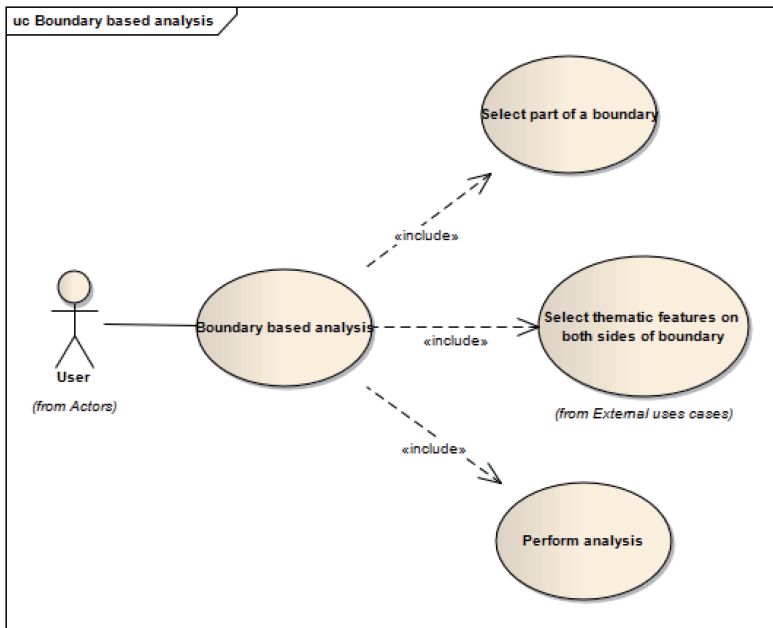 uc Boundary based analysis
Select part of a boundary
«include»
Boundary based analysis
User
(from Actors)
«include»
Select thematic features on
both sides of boundary
(from External uses cases)
«include»
Perform analysis